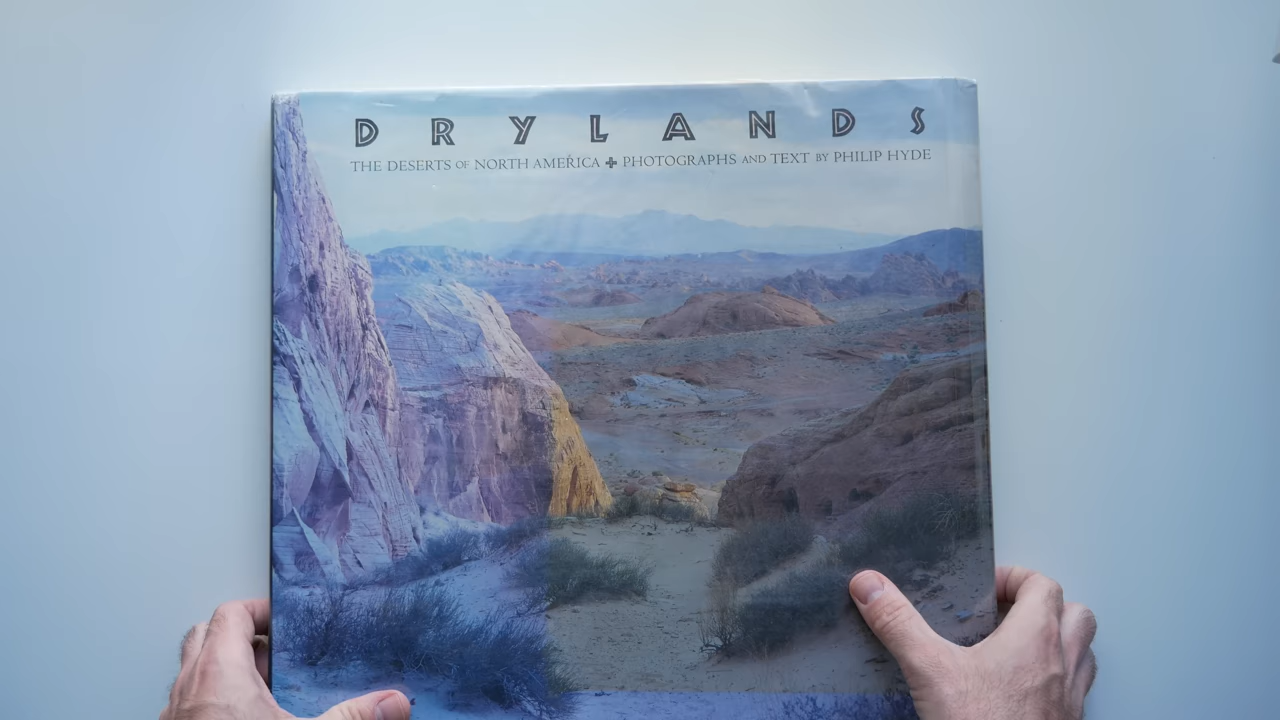 DRYLANDS
THE DESERTS OF NORTH AMERICA ✚ PHOTOGRAPHS AND TEXT BY PHILIP HYDE